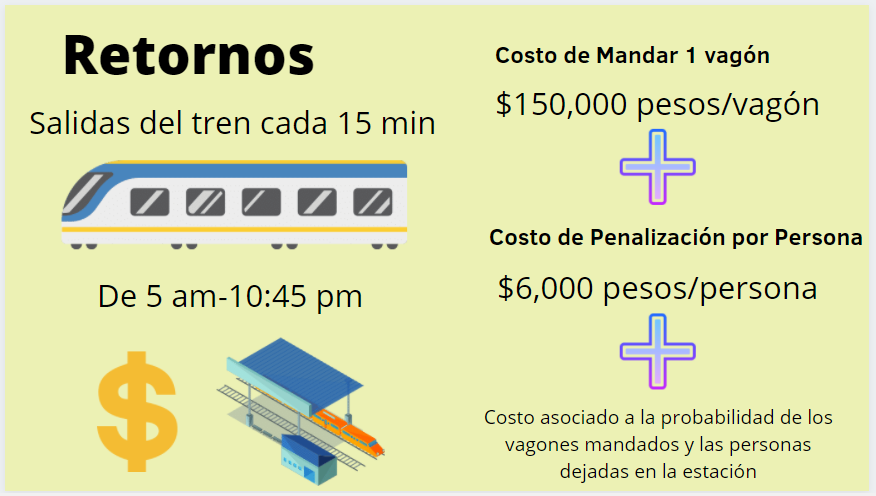 Retornos
Salidas del tren cada 15 min
De 5 am-10:45 pm
$
Costo de Mandar 1 vagón
$150,000 pesos/vagón
Costo de Penalización por Persona
$6,000 pesos/persona
Costo asociado a la probabilidad de los
vagones mandados y las personas
dejadas en la estación